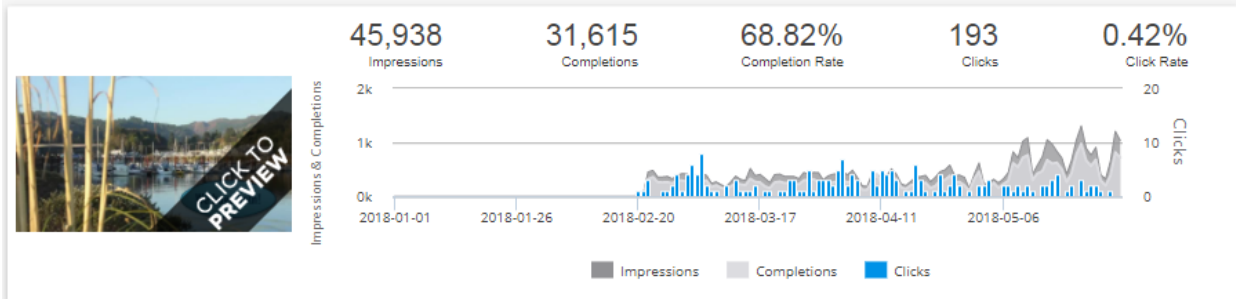 45,938
Impressions
31,615
Completions
68.82%
Completion Rate
193
Clicks
0.42%
Click Rate
CLICK TO
PREVIEW
Impressions & Completions
2k
1k
0k
20
10
0
Clicks
2018-01-01
2018-01-26
2018-02-20
2018-03-17
2018-04-11
2018-05-06
Impressions
Completions
Clicks